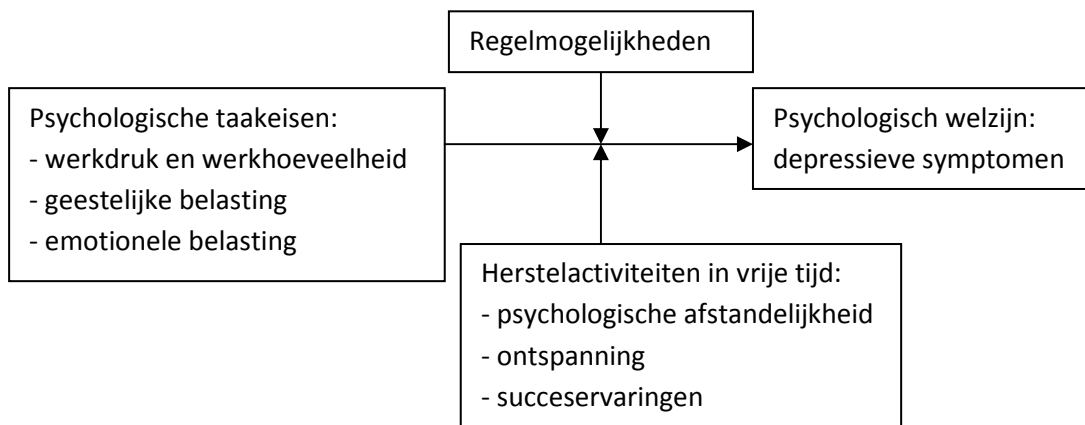 Regelmogelijkheden
Psychologische taakeisen:
- werkdruk en werkhoeveelheid
- geestelijke belasting
- emotionele belasting
Psychologisch welzijn:
depressieve symptomen
Herstelactiviteiten in vrije tijd:
- psychologische afstandelijkheid
- ontspanning
- succeservaringen